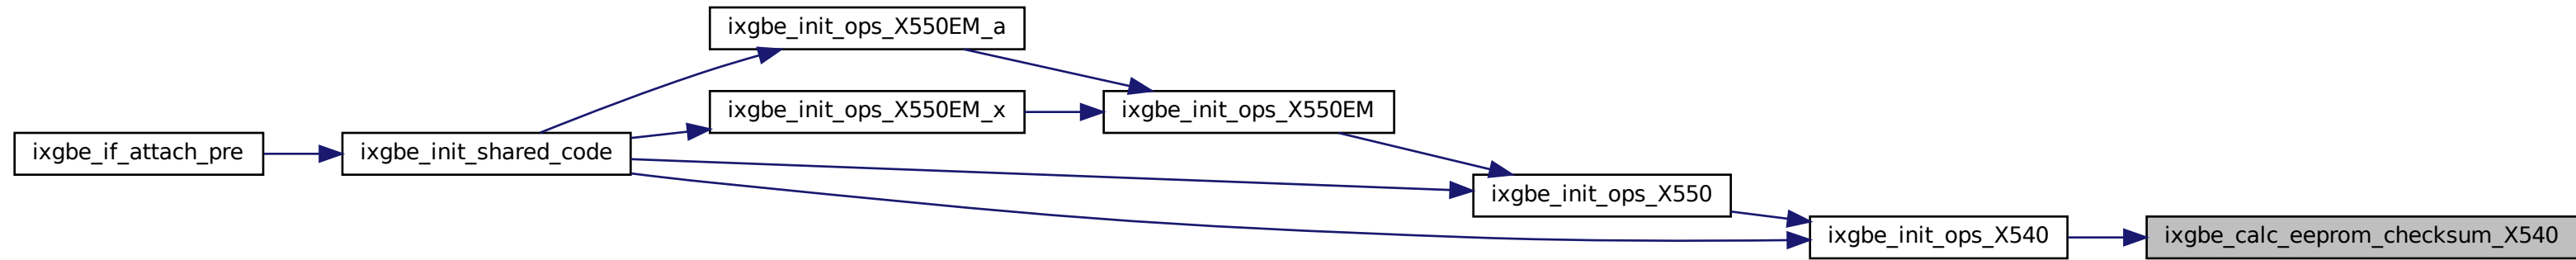 ixgbe_init_ops_X550EM_a
ixgbe_init_ops_X550EM_x
ixgbe_init_ops_X550EM
ixgbe_if_attach_pre
ixgbe_init_shared_code
ixgbe_init_ops_X550
ixgbe_init_ops_X540
ixgbe_calc_eeprom_checksum_X540